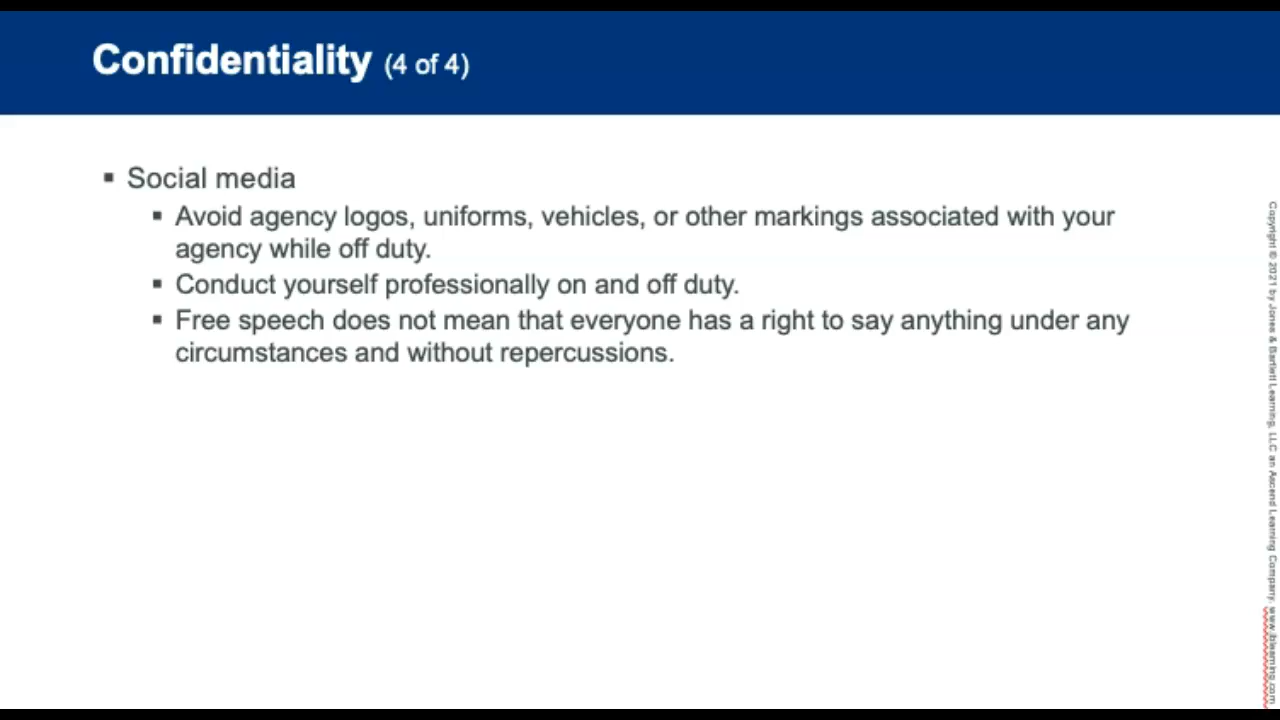 Confidentiality (4 of 4)
▪ Social media
▪ Avoid agency logos, uniforms, vehicles, or other markings associated with your
agency while off duty.
▪ Conduct yourself professionally on and off duty.
▪ Free speech does not mean that everyone has a right to say anything under any
circumstances and without repercussions.
Copyright © 2021 by Jones & Bartlett Learning, LLC an Ascend Learning Company. www.jblearning.com